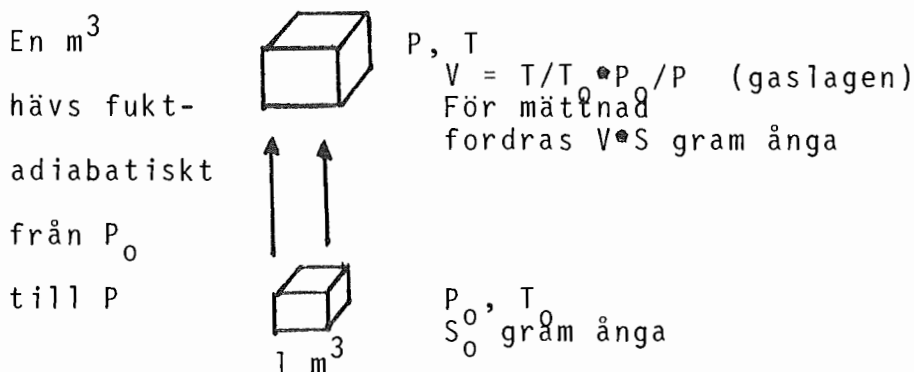 En m³
hävs fukt-
adiabatiskt
från P₀
till P
P, T
V = T/T₀•P₀/P (gaslagen)
För mättnad
fordras V•S gram ånga
P₀, T₀
S₀ gram ånga
1 m³